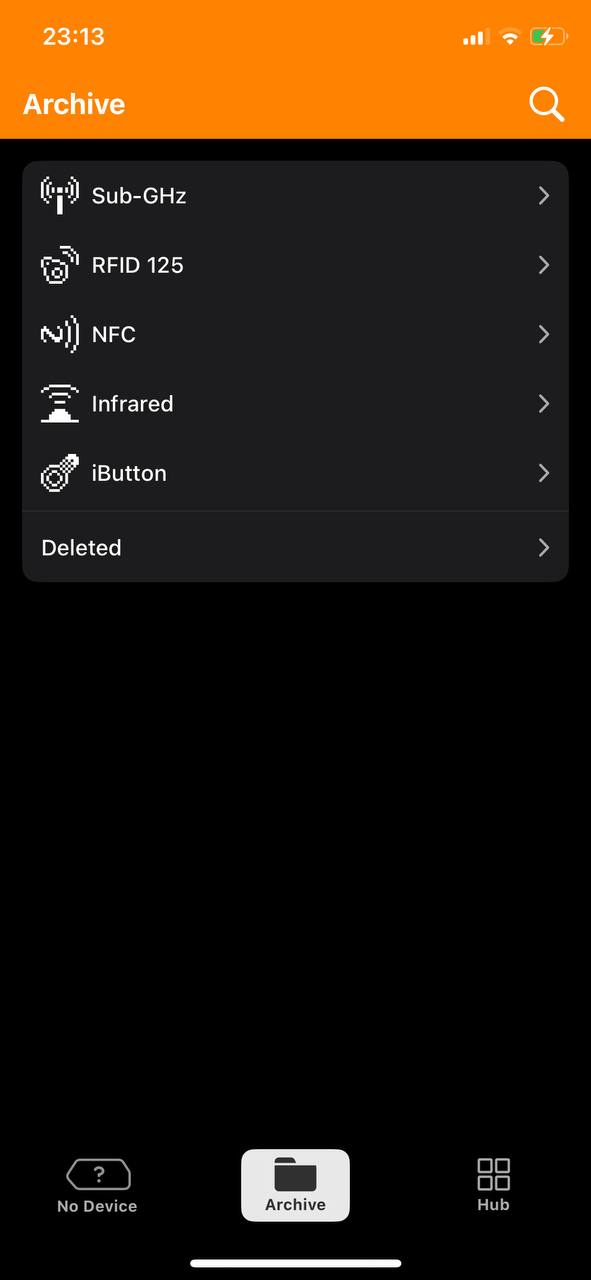 23:13
Archive
Sub-GHz
RFID 125
NFC
Infrared
iButton
Deleted
?
No Device
Archive
Hub